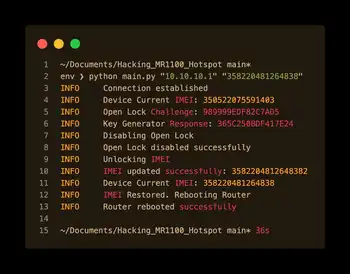 1 ~/Documents/Hacking_MR1100_Hotspot main*
2 env ❯ python main.py "10.10.10.1" "358220481264838"
3 INFO Connection established
4 INFO Device Current IMEI: 350522075591403
5 INFO Open Lock Challenge: 989999EDF02C7AD5
6 INFO Key Generator Response: 365C2508DF417E24
7 INFO Disabling Open Lock
8 INFO Open Lock disabled successfully
9 INFO Unlocking IMEI
10 INFO IMEI updated successfully: 3582204812648382
11 INFO Device Current IMEI: 358220481264838
12 INFO IMEI Restored. Rebooting Router
13 INFO Router rebooted successfully
14
15 ~/Documents/Hacking_MR1100_Hotspot main* 36s